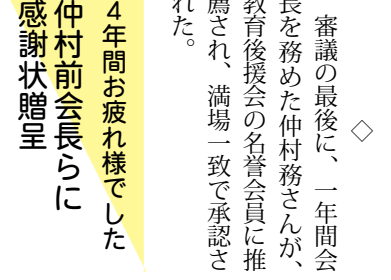 ◇
審議の最後に、一年間会
長を務めた仲村務さんが、
教育後援会の名誉会員に推
薦され、満場一致で承認さ
れた。
4年間お疲れ様でした
仲村前会長らに
感謝状贈呈